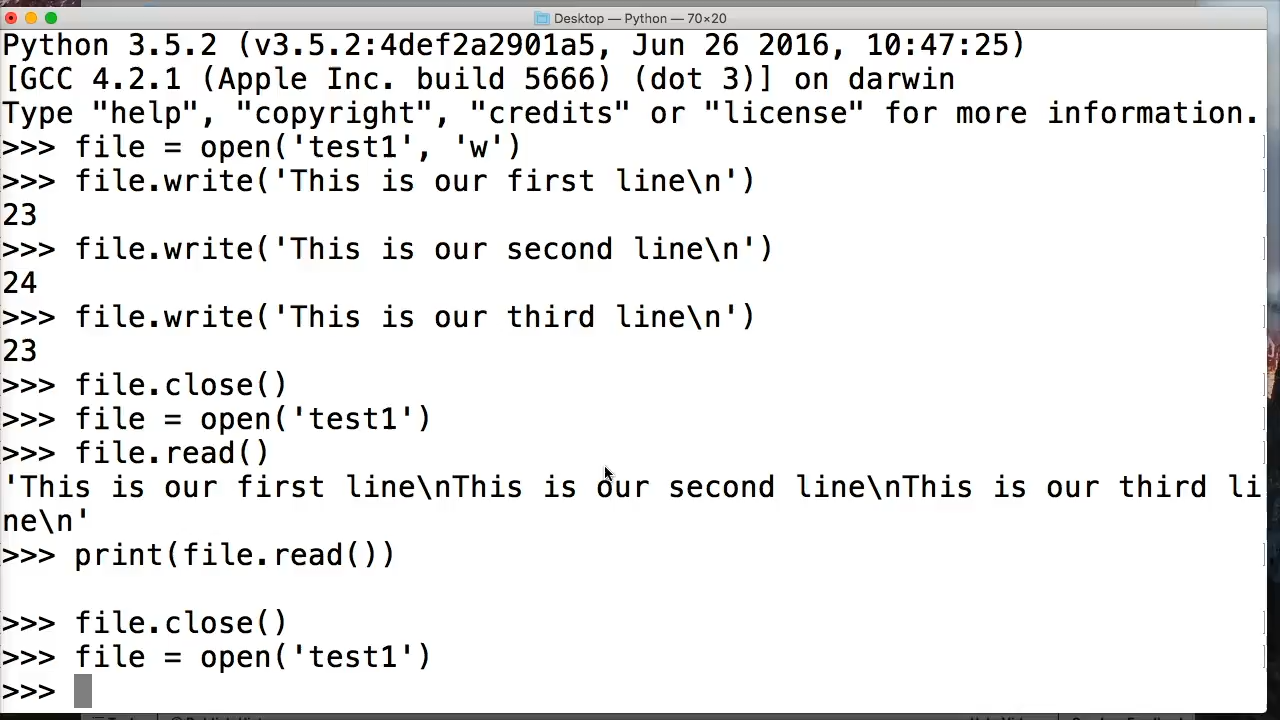 Desktop — Python — 70×20
Python 3.5.2 (v3.5.2:4def2a2901a5, Jun 26 2016, 10:47:25)
[GCC 4.2.1 (Apple Inc. build 5666) (dot 3)] on darwin
Type "help", "copyright", "credits" or "license" for more information.
>>> file = open('test1', 'w')
>>> file.write('This is our first line\n')
23
>>> file.write('This is our second line\n')
24
>>> file.write('This is our third line\n')
23
>>> file.close()
>>> file = open('test1')
>>> file.read()
'This is our first line\nThis is our second line\nThis is our third li
ne\n'
>>> print(file.read())
>>> file.close()
>>> file = open('test1')
>>>